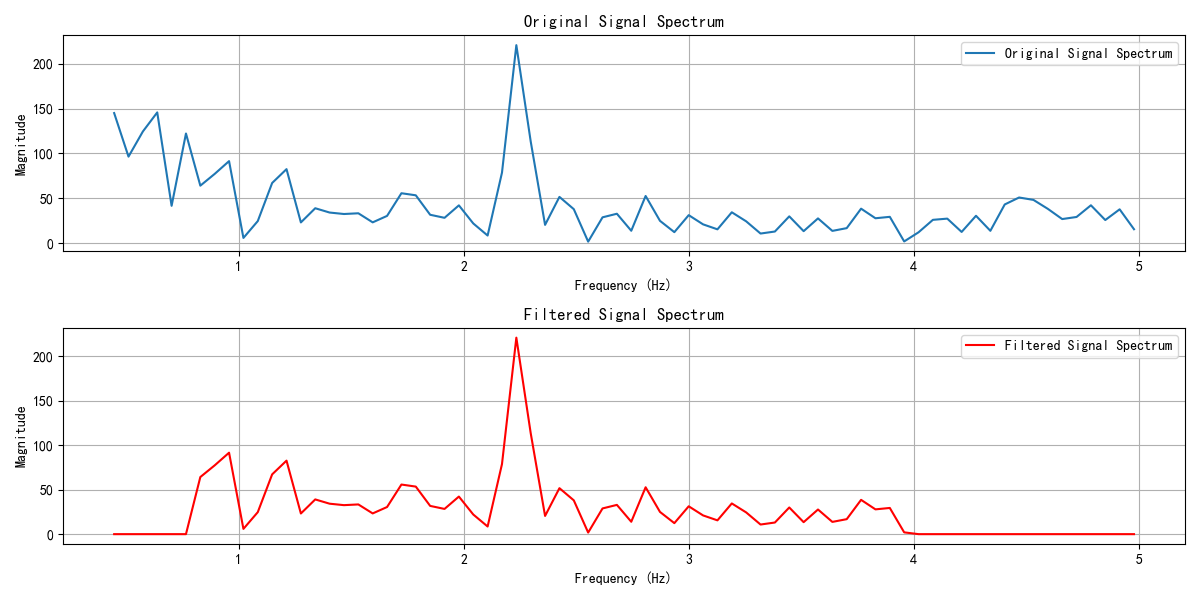 Original Signal Spectrum
Original Signal Spectrum
200
150
100
50
0
Magnitude
1 2 3 4 5
Frequency (Hz)
Filtered Signal Spectrum
Filtered Signal Spectrum
200
150
100
50
0
Magnitude
1 2 3 4 5
Frequency (Hz)